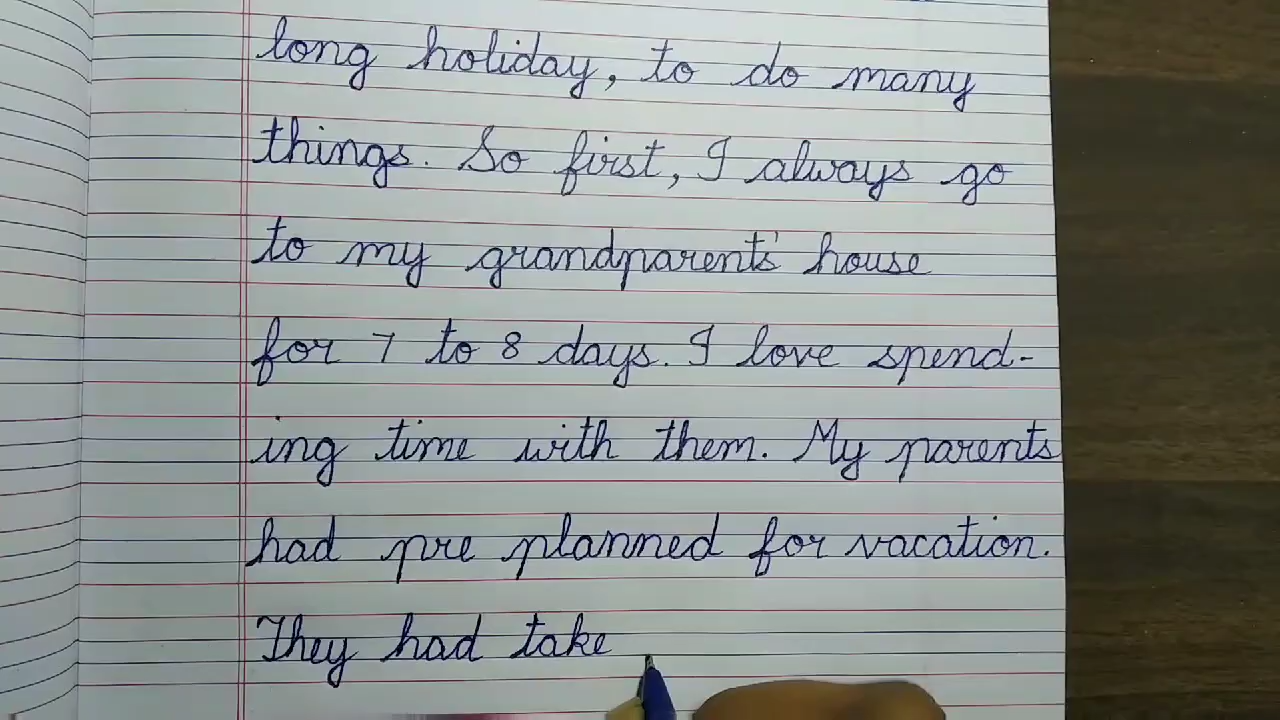 long holiday, to do many
things. So first, I always go
to my grandparents' house
for 7 to 8 days. I love spend-
ing time with them. My parents
had pre planned for vacation.
They had take